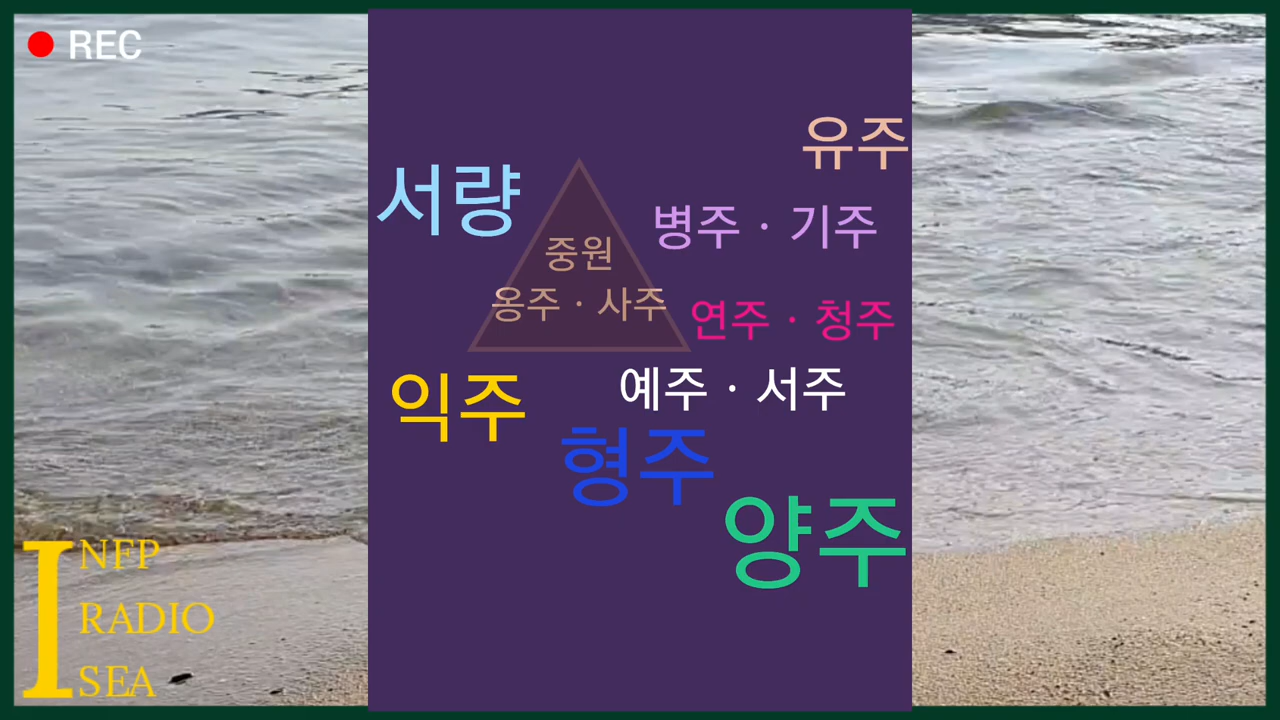 REC
유주
서량
병주 · 기주
중원
옹주 · 사주
연주 · 청주
익주
예주 · 서주
형주
양주
INFP
RADIO
SEA